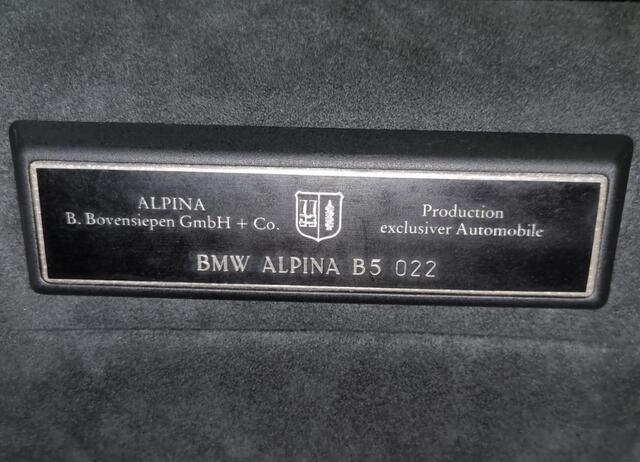 ALPINA
B. Bovensiepen GmbH + Co.
Production
exclusiver Automobile
BMW ALPINA B5 022